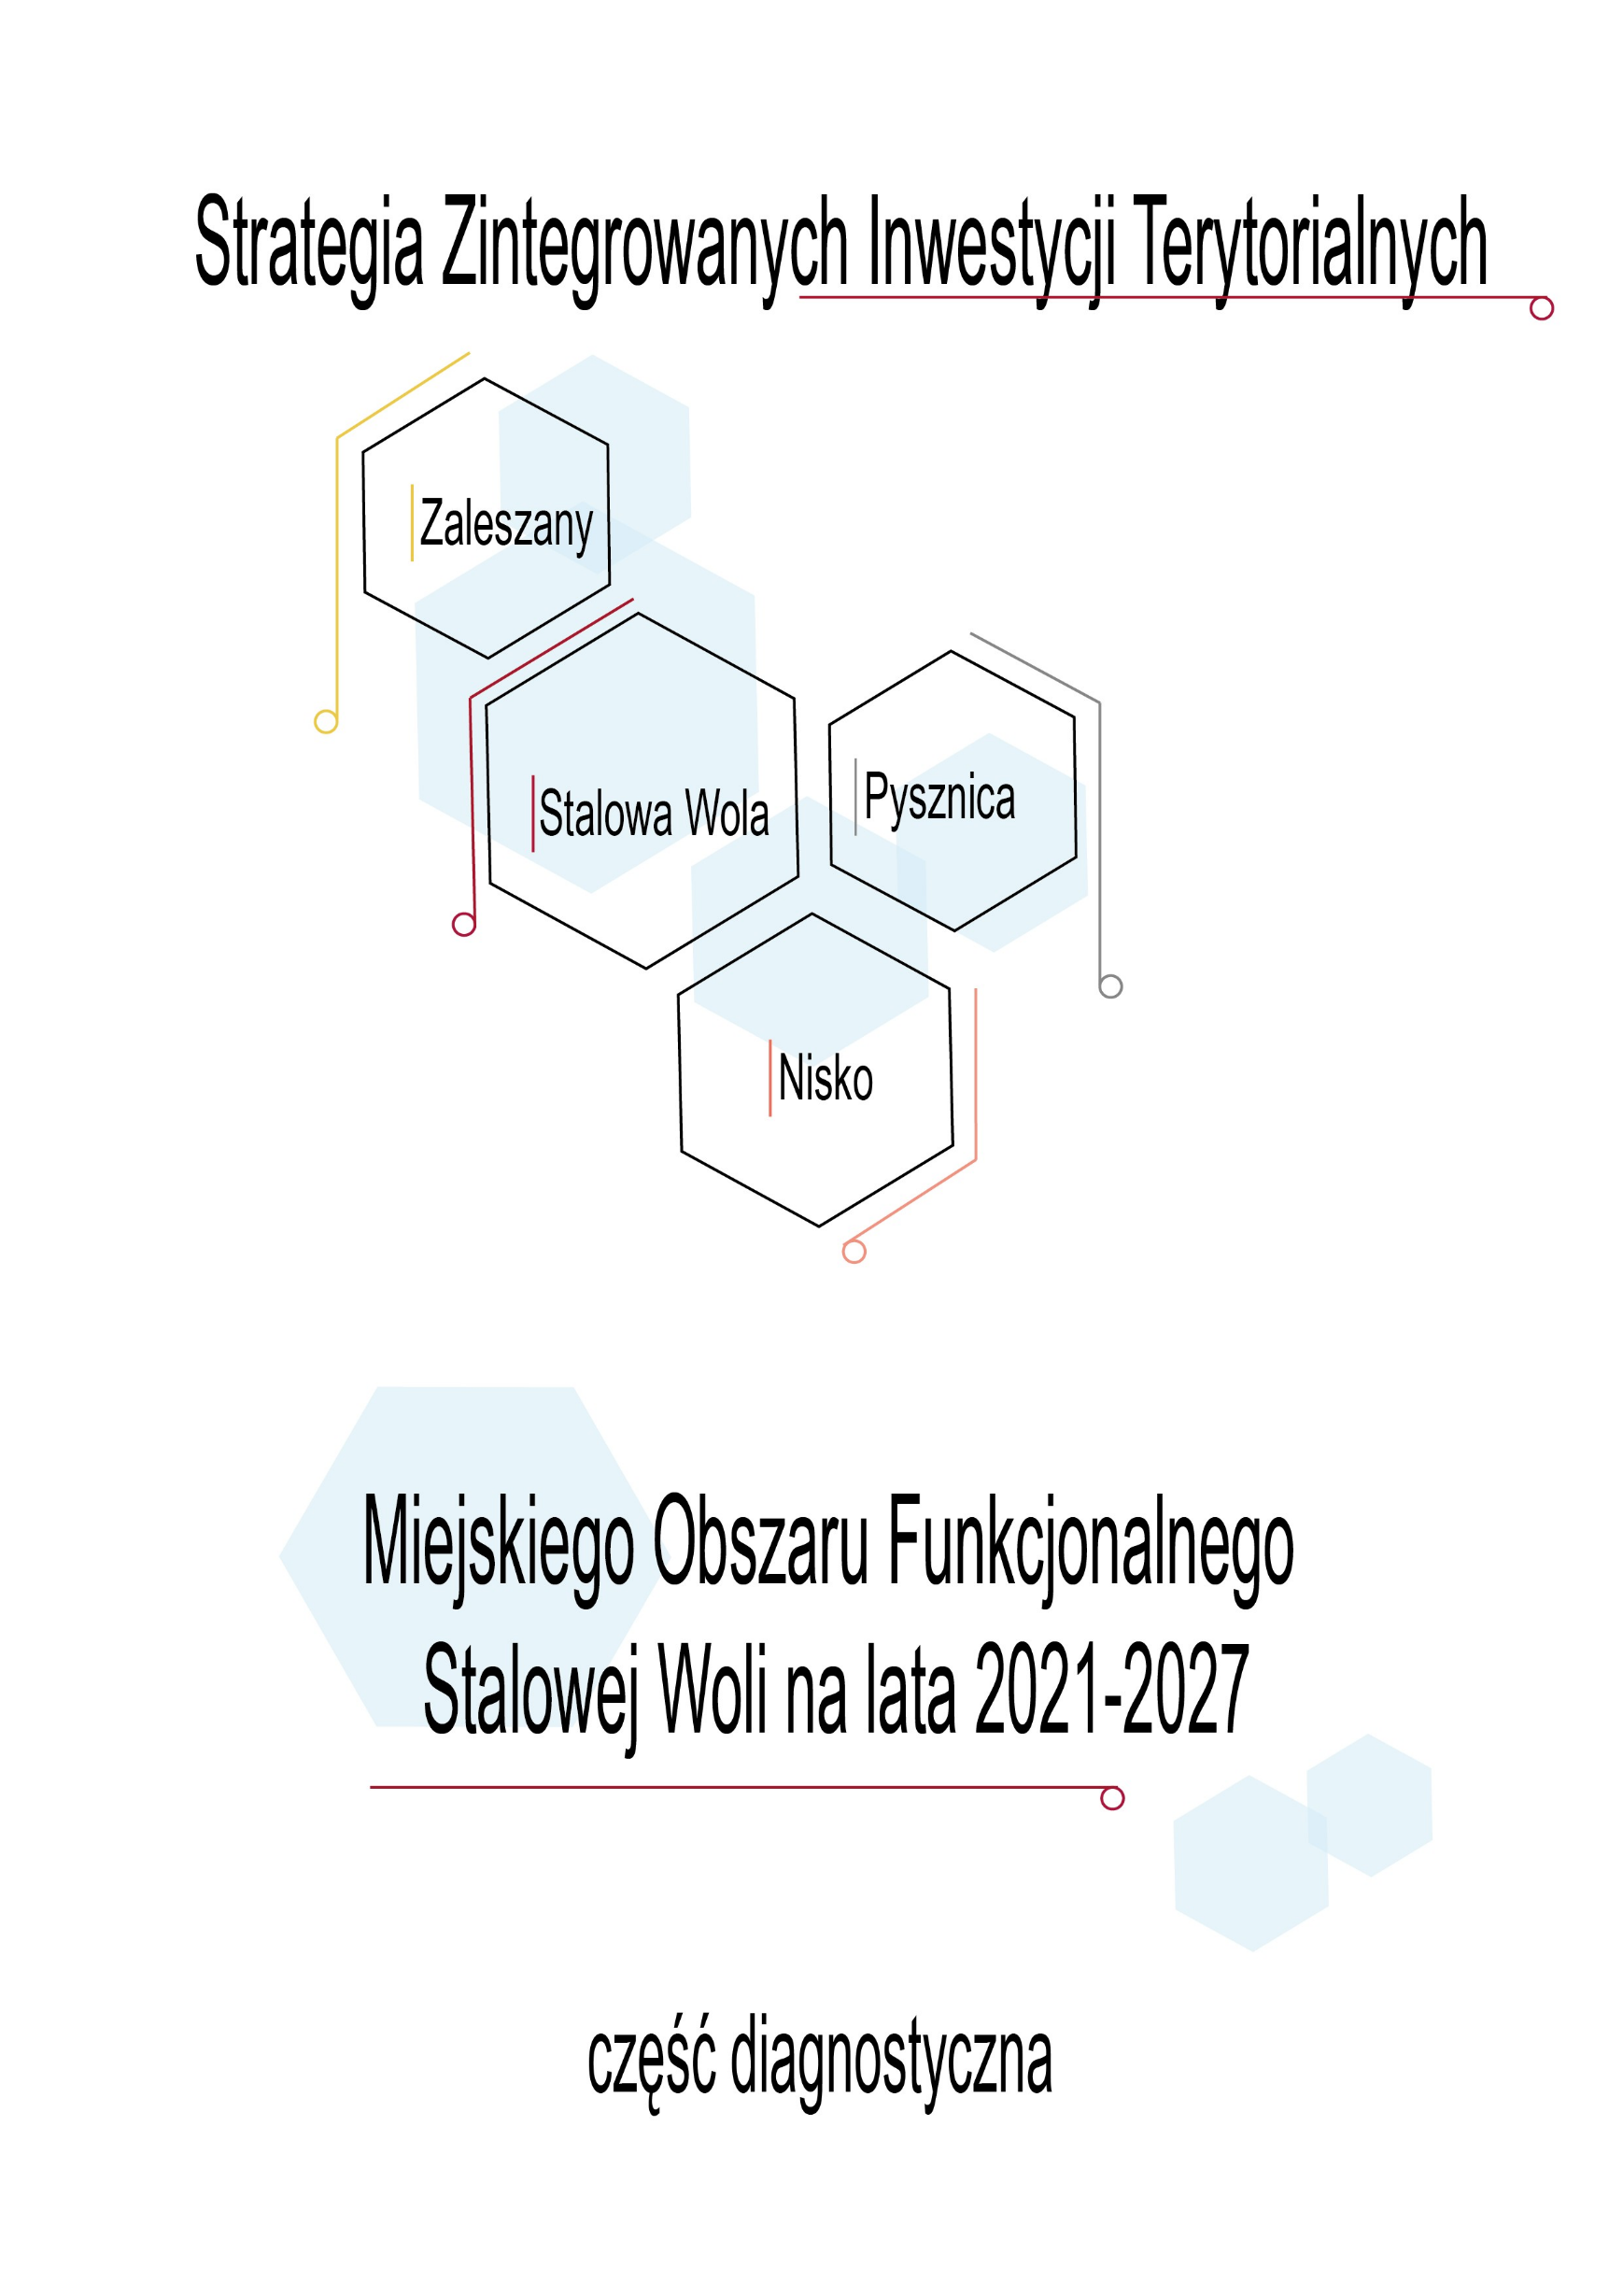 Strategia Zintegrowanych Inwestycji Terytorialnych
Zaleszany
Stalowa Wola
Pysznica
Nisko
Miejskiego Obszaru Funkcjonalnego
Stalowej Woli na lata 2021-2027
część diagnostyczna